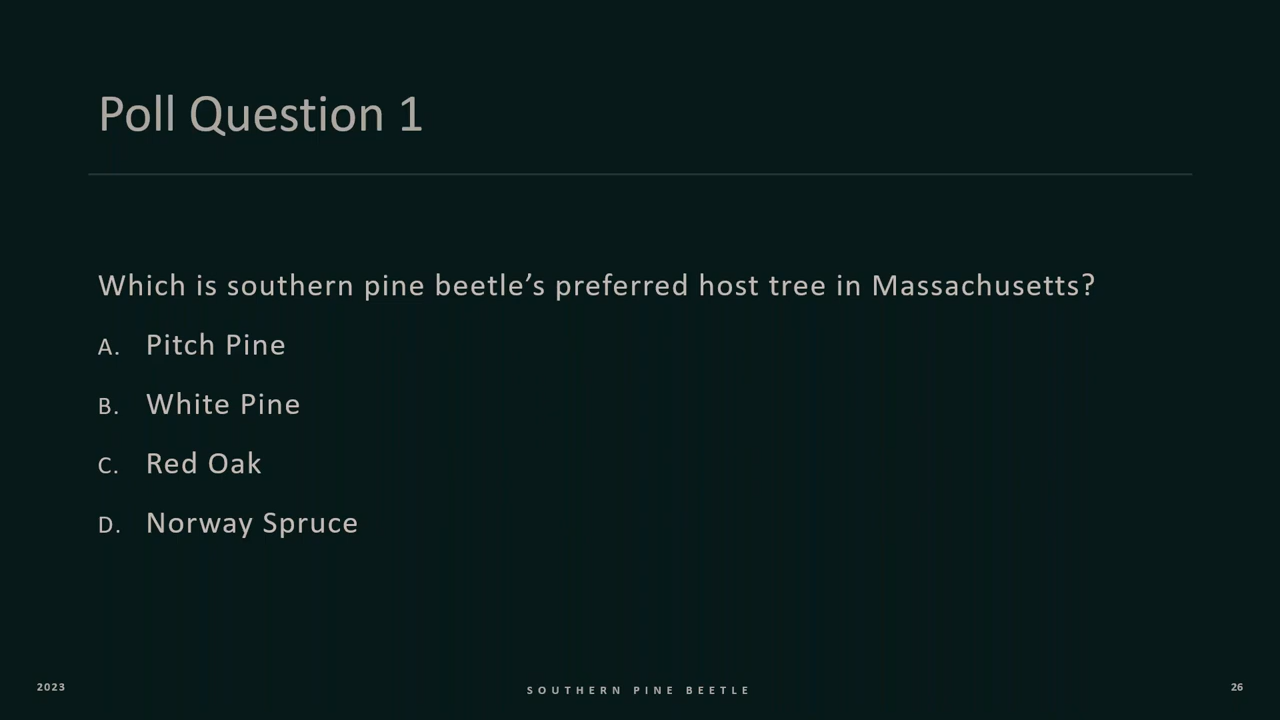 Poll Question 1
Which is southern pine beetle’s preferred host tree in Massachusetts?
A. Pitch Pine
B. White Pine
C. Red Oak
D. Norway Spruce
2023
SOUTHERN PINE BEETLE
26